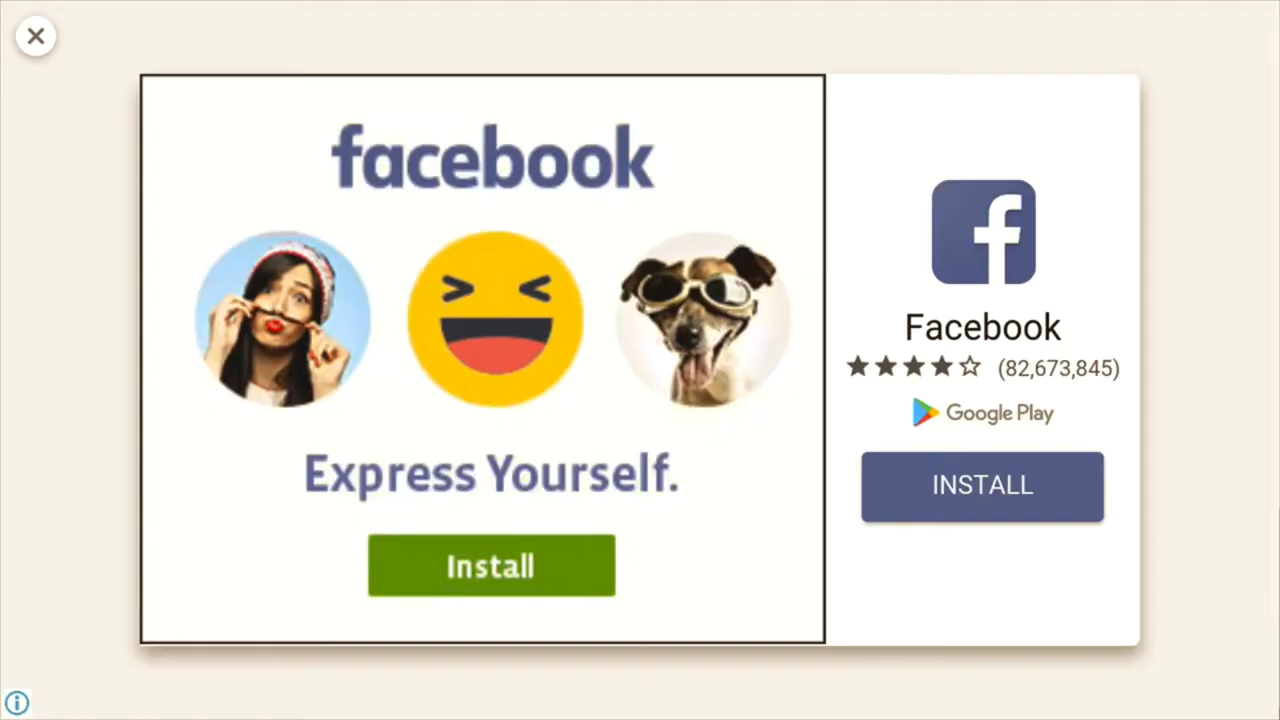 facebook
Express Yourself.
Install
Facebook
(82,673,845)
Google Play
INSTALL